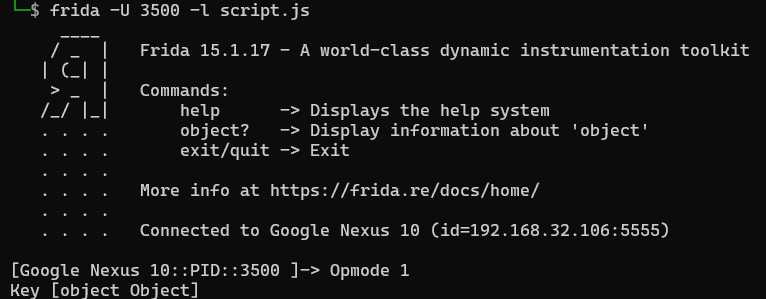 └─$ frida -U 3500 -l script.js
     ____
    / _  |   Frida 15.1.17 - A world-class dynamic instrumentation toolkit
   | (_| |
    > _  |   Commands:
   /_/ |_|       help      -> Displays the help system
   . . . .       object?   -> Display information about 'object'
   . . . .       exit/quit -> Exit
   . . . .
   . . . .   More info at https://frida.re/docs/home/
   . . . .
   . . . .   Connected to Google Nexus 10 (id=192.168.32.106:5555)

[Google Nexus 10::PID::3500 ]-> Opmode 1
Key [object Object]